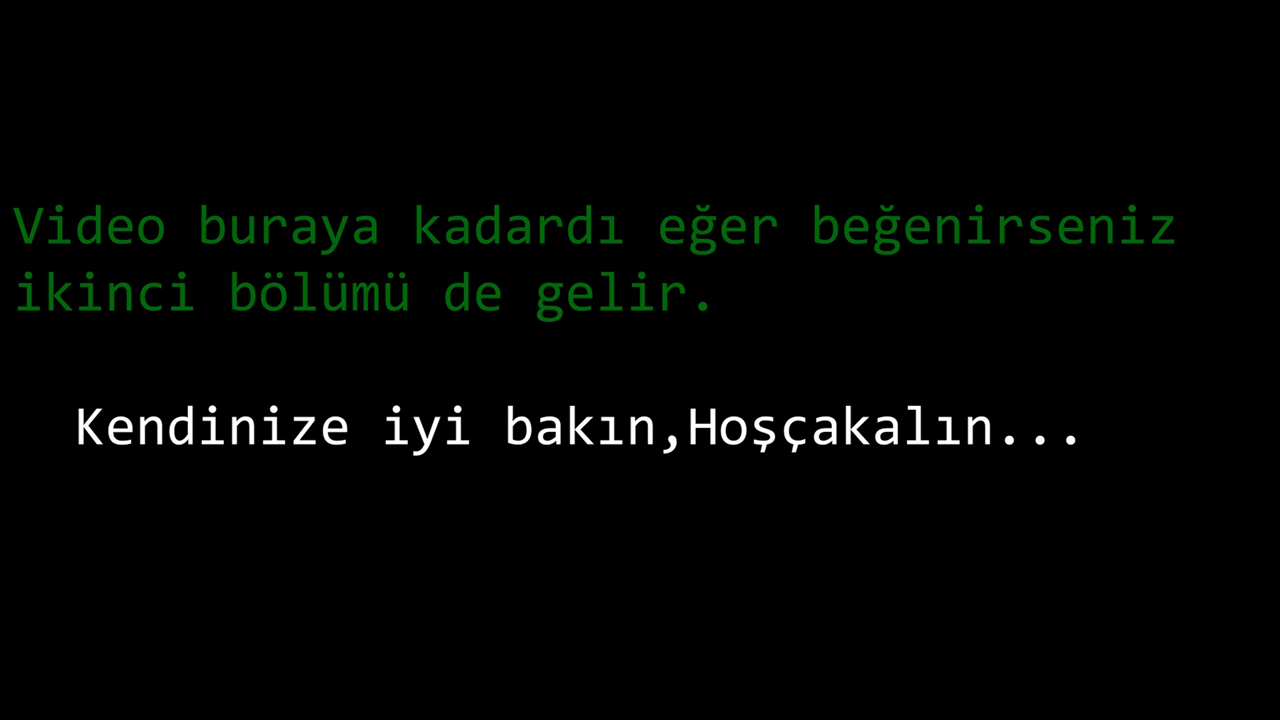 Video buraya kadardı eğer beğenirseniz
ikinci bölümü de gelir.
Kendinize iyi bakın,Hoşçakalın...